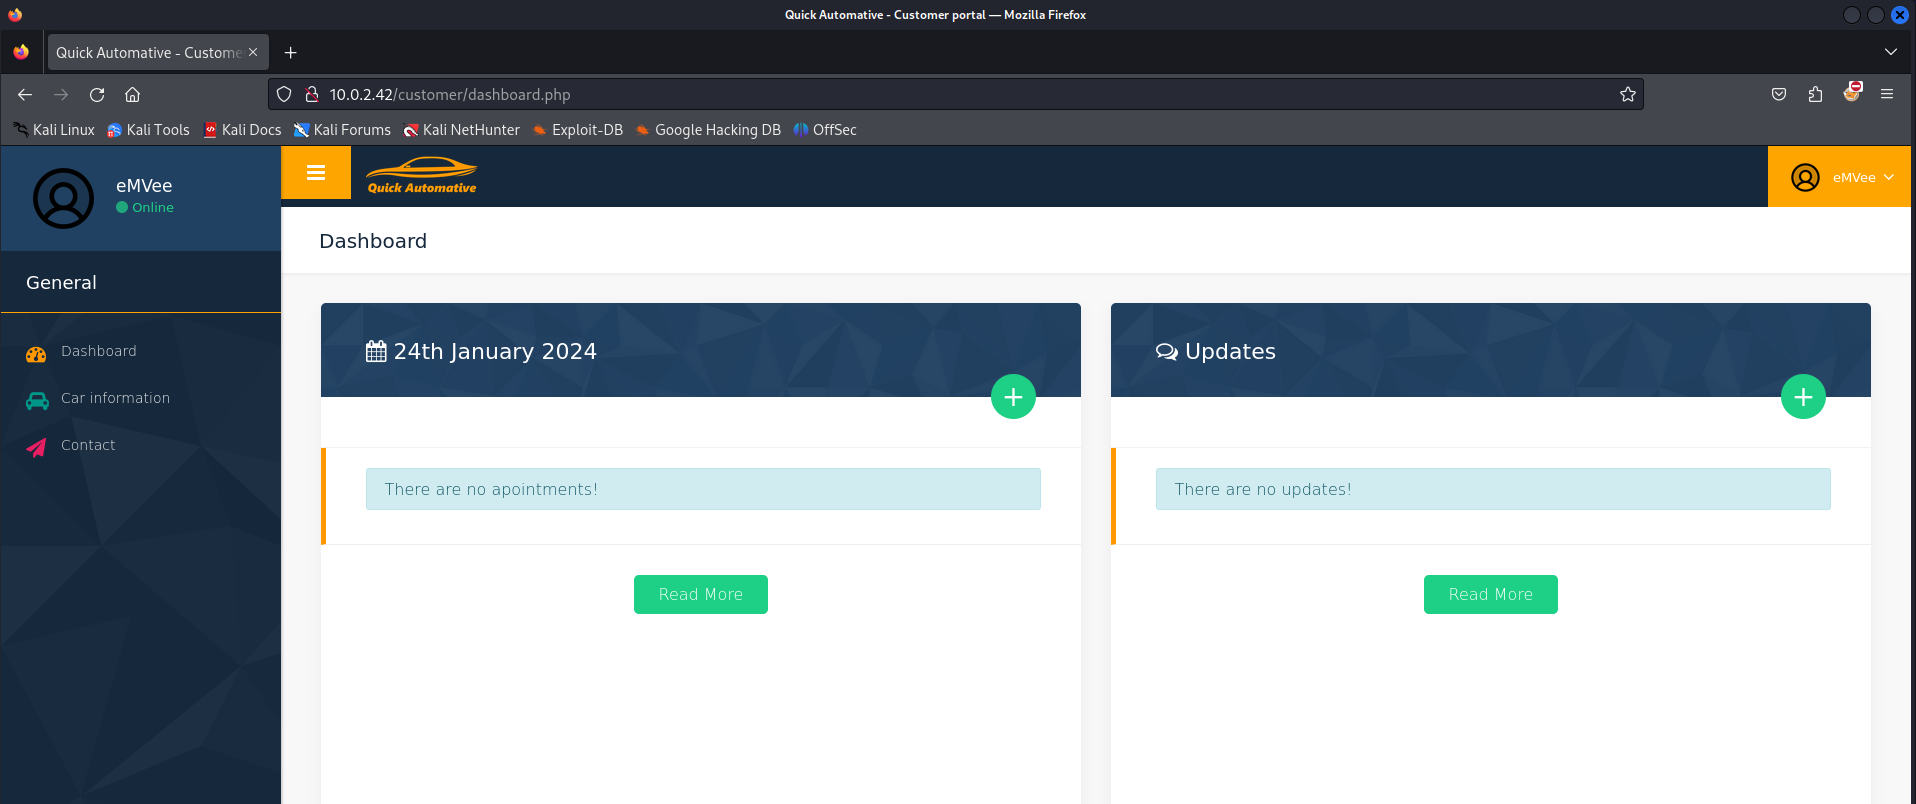 Quick Automative - Customer portal — Mozilla Firefox
Quick Automative - Custome
10.0.2.42/customer/dashboard.php
Kali Linux Kali Tools Kali Docs Kali Forums Kali NetHunter Exploit-DB Google Hacking DB OffSec
eMVee
Online
Quick Automative
eMVee
Dashboard
General
Dashboard
Car information
Contact
24th January 2024
There are no apointments!
Read More
Updates
There are no updates!
Read More